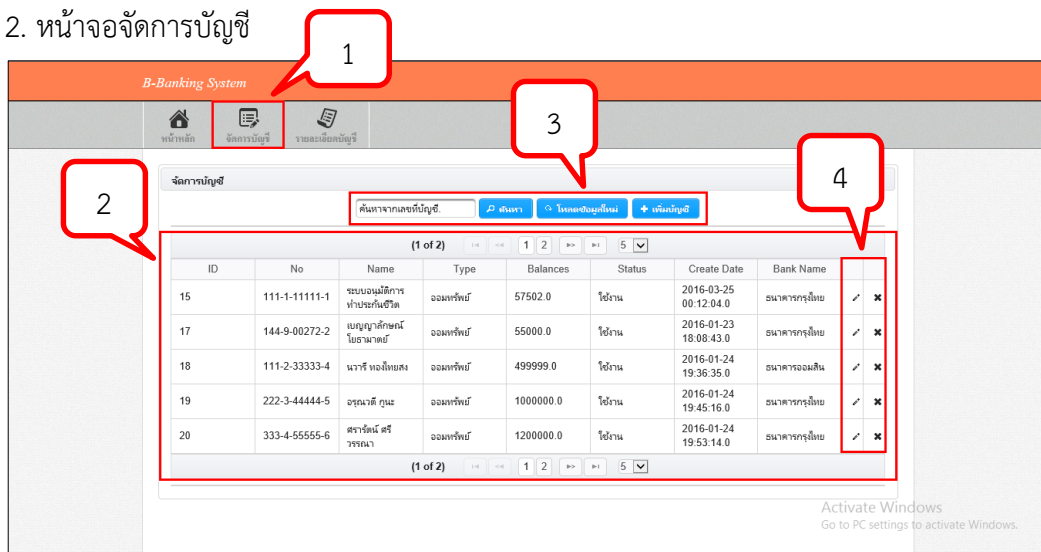 2. หน้าจอจัดการบัญชี
1
B-Banking System
หน้าหลัก จัดการบัญชี รายละเอียดบัญชี
3
4
2
จัดการบัญชี
ค้นหาจากเลขที่บัญชี. ค้นหา โหลดข้อมูลใหม่ เพิ่มบัญชี
(1 of 2) 1 2 5
ID No Name Type Balances Status Create Date Bank Name
15 111-1-11111-1 ระบบอนุมัติการ ออมทรัพย์ 57502.0 ใช้งาน 2016-03-25 ธนาคารกรุงไทย
ทำประกันชีวิต 00:12:04.0
17 144-9-00272-2 เบญญาลักษณ์ ออมทรัพย์ 55000.0 ใช้งาน 2016-01-23 ธนาคารกรุงไทย
โยธามาตย์ 18:08:43.0
18 111-2-33333-4 นวารี ทองไทยสง ออมทรัพย์ 499999.0 ใช้งาน 2016-01-24 ธนาคารออมสิน
19:36:35.0
19 222-3-44444-5 อรุณวดี กูนะ ออมทรัพย์ 1000000.0 ใช้งาน 2016-01-24 ธนาคารกรุงไทย
19:45:16.0
20 333-4-55555-6 ศรารัตน์ ศรี ออมทรัพย์ 1200000.0 ใช้งาน 2016-01-24 ธนาคารกรุงไทย
วรรณา 19:53:14.0
(1 of 2) 1 2 5
Activate Windows
Go to PC settings to activate Windows.